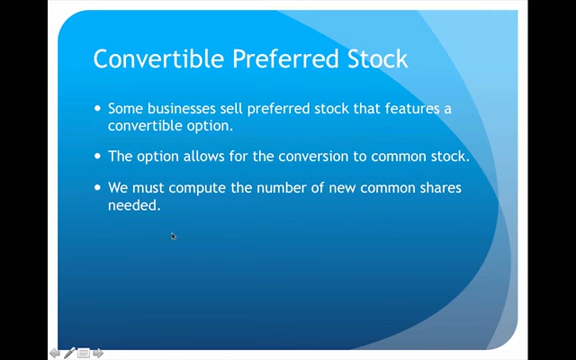 Convertible Preferred Stock
• Some businesses sell preferred stock that features a
convertible option.
• The option allows for the conversion to common stock.
• We must compute the number of new common shares
needed.